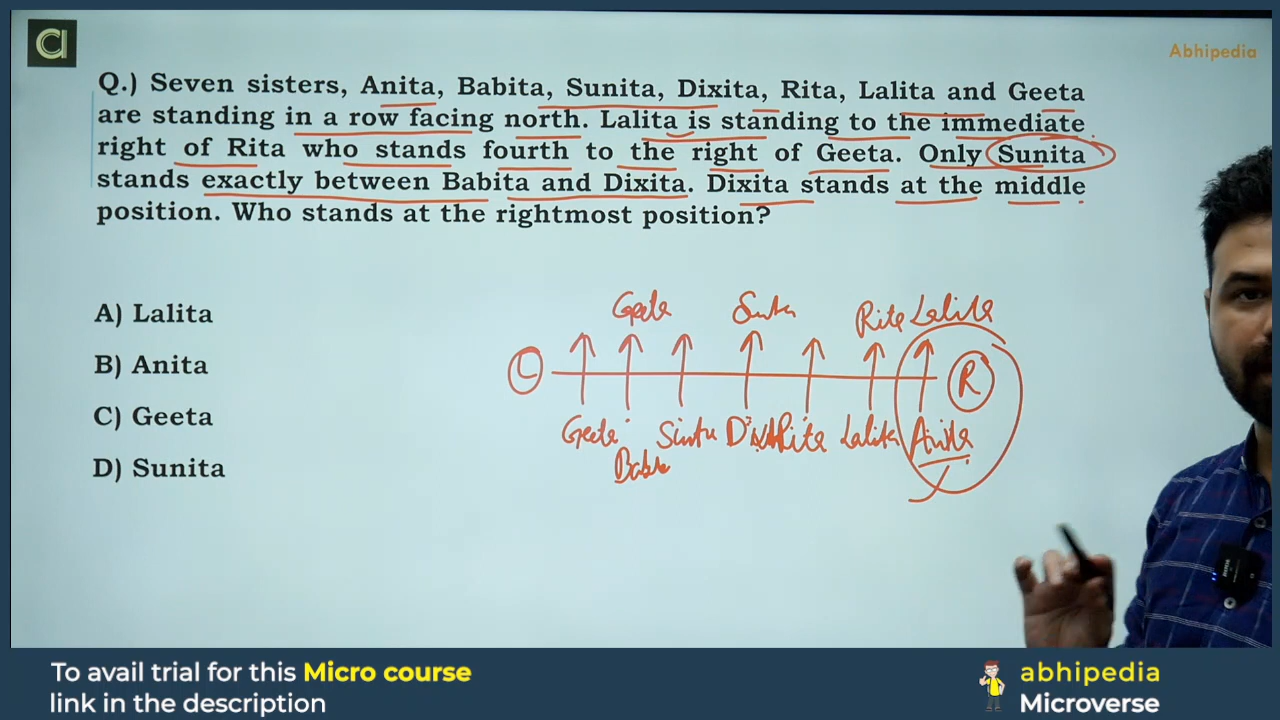 Abhipedia
Q.) Seven sisters, Anita, Babita, Sunita, Dixita, Rita, Lalita and Geeta
are standing in a row facing north. Lalita is standing to the immediate
right of Rita who stands fourth to the right of Geeta. Only Sunita
stands exactly between Babita and Dixita. Dixita stands at the middle
position. Who stands at the rightmost position?
A) Lalita
B) Anita
C) Geeta
D) Sunita
Geeta Rita Lalita
L R
Geeta Rita Lalita Anita
To avail trial for this Micro course
link in the description
abhipedia
Microverse